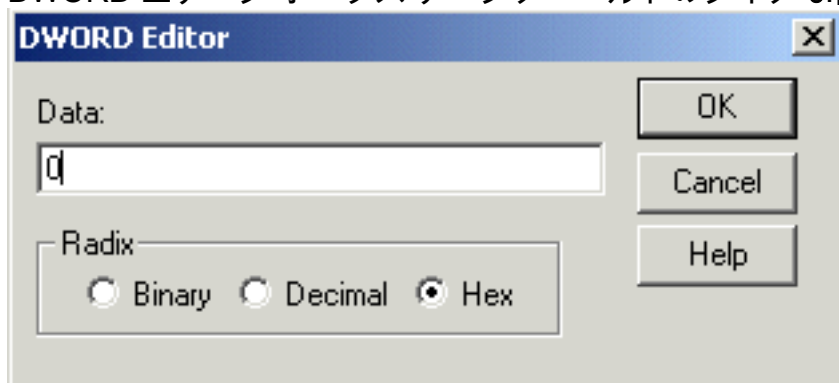 DWORD Editor
Data:
0
Radix
Binary
Decimal
Hex
OK
Cancel
Help